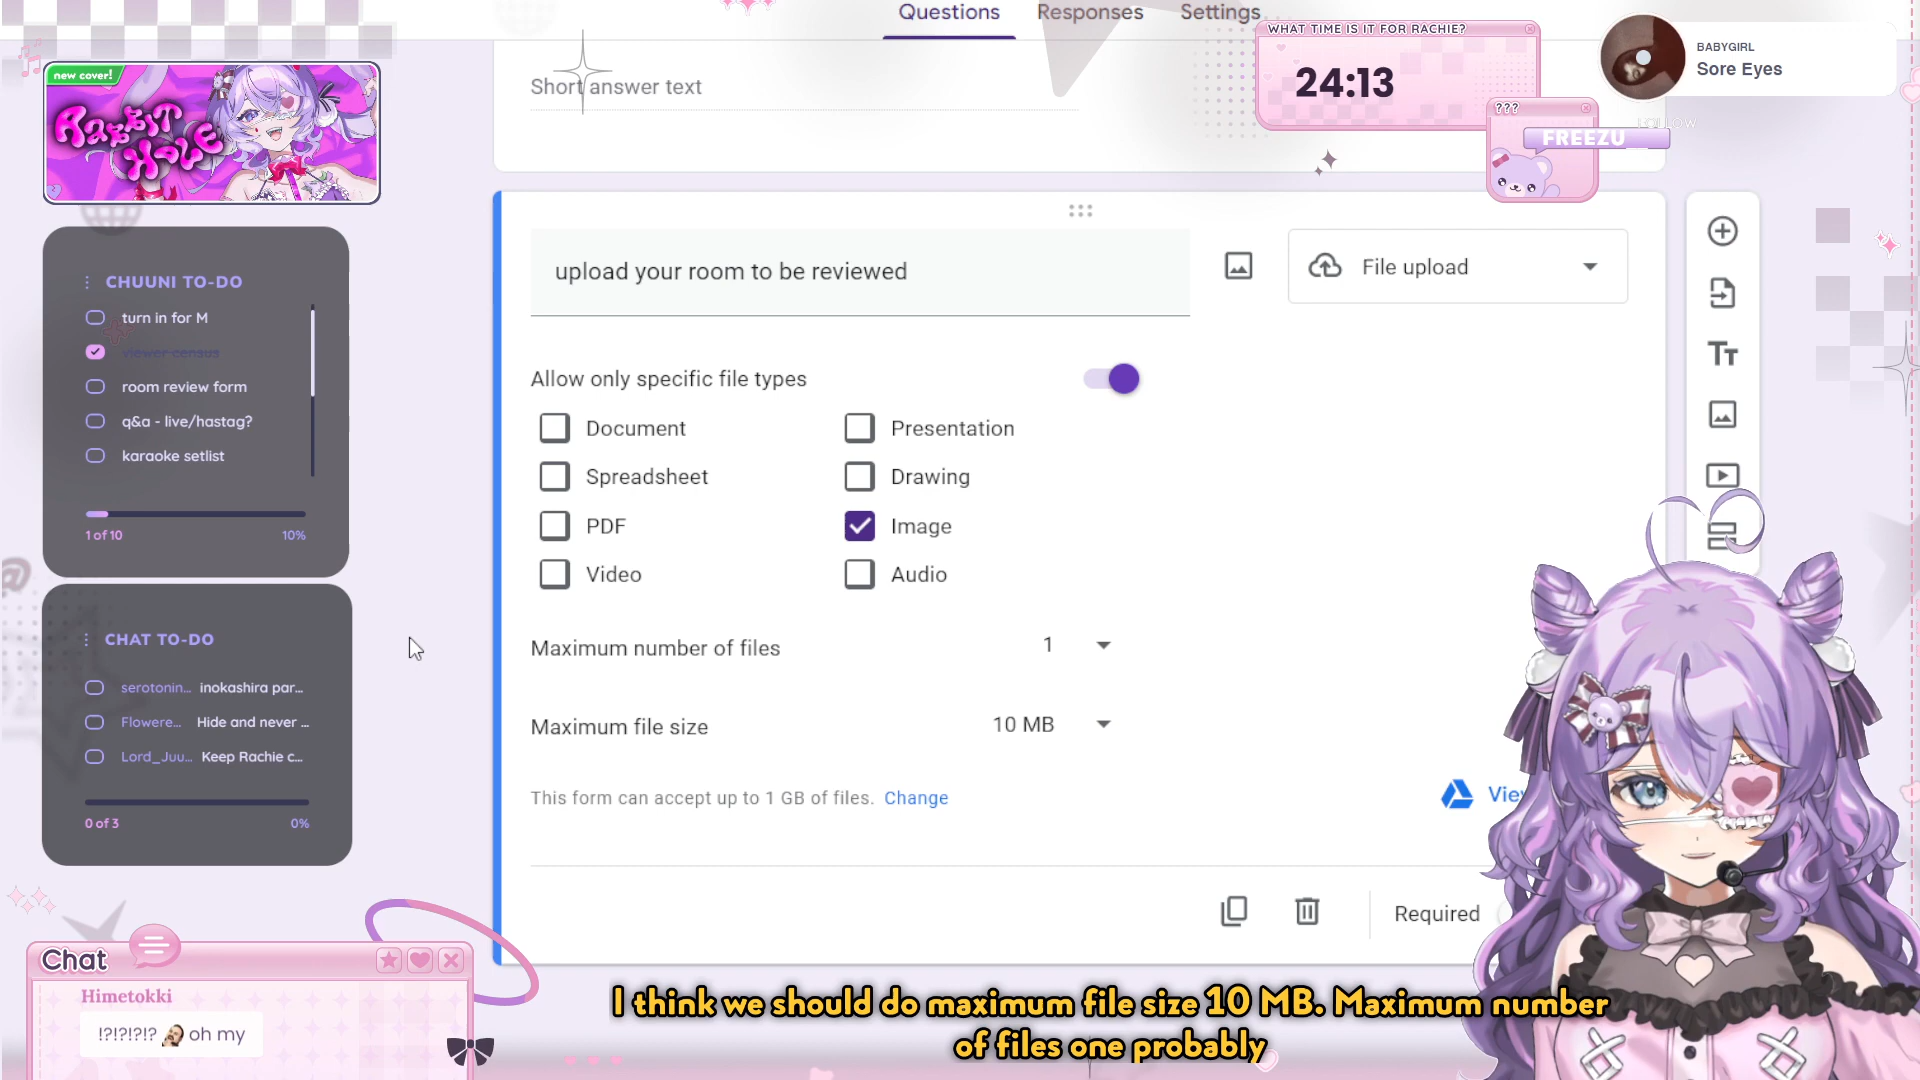 Questions
Responses
Settings
WHAT TIME IS IT FOR RACHIE?
24:13
BABYGIRL
Sore Eyes
???
FOLLOW
FREEZU
new cover!
RABBIT
HOLE
Short answer text
upload your room to be reviewed
File upload
Allow only specific file types
Document
Presentation
Spreadsheet
Drawing
PDF
Image
Video
Audio
Maximum number of files
1
Maximum file size
10 MB
This form can accept up to 1 GB of files. Change
Required
CHUUNI TO-DO
turn in for M
viewer census
room review form
q&a - live/hastag?
karaoke setlist
1 of 10
10%
CHAT TO-DO
serotonin... inokashira par...
Flowere... Hide and never ...
Lord_Juu... Keep Rachie c...
0 of 3
0%
Chat
Himetokki
!?!?!?!? oh my
I think we should do maximum file size 10 MB. Maximum number
of files one probably